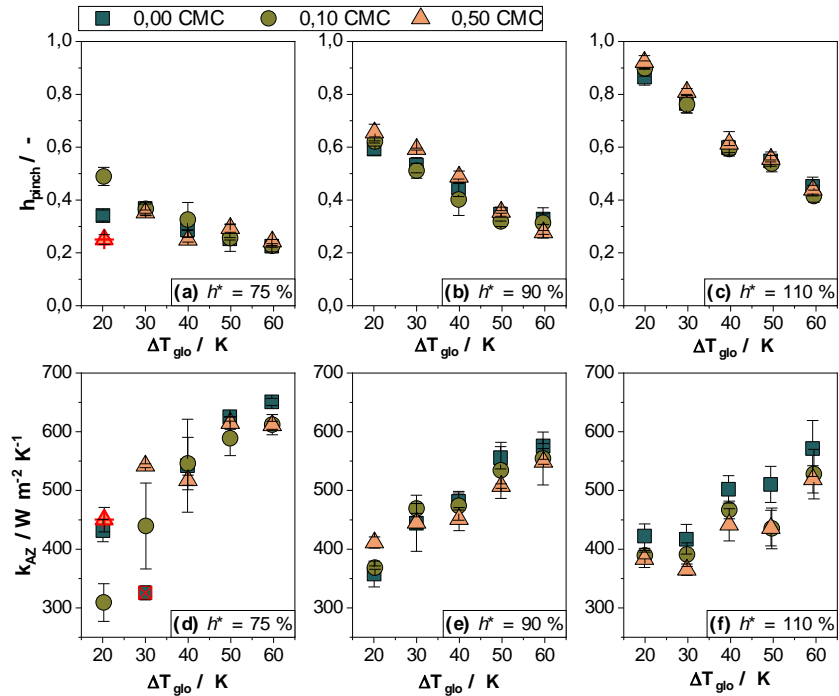 0,00 CMC 0,10 CMC 0,50 CMC
h_pinch / -
1,0 1,0 1,0
0,8 0,8 0,8
0,6 0,6 0,6
0,4 0,4 0,4
0,2 0,2 0,2
0,0 0,0 0,0
(a) h* = 75 % (b) h* = 90 % (c) h* = 110 %
20 30 40 50 60 20 30 40 50 60 20 30 40 50 60
ΔT_glo / K ΔT_glo / K ΔT_glo / K
k_AZ / W m⁻² K⁻¹
700 700 700
600 600 600
500 500 500
400 400 400
300 300 300
(d) h* = 75 % (e) h* = 90 % (f) h* = 110 %
20 30 40 50 60 20 30 40 50 60 20 30 40 50 60
ΔT_glo / K ΔT_glo / K ΔT_glo / K